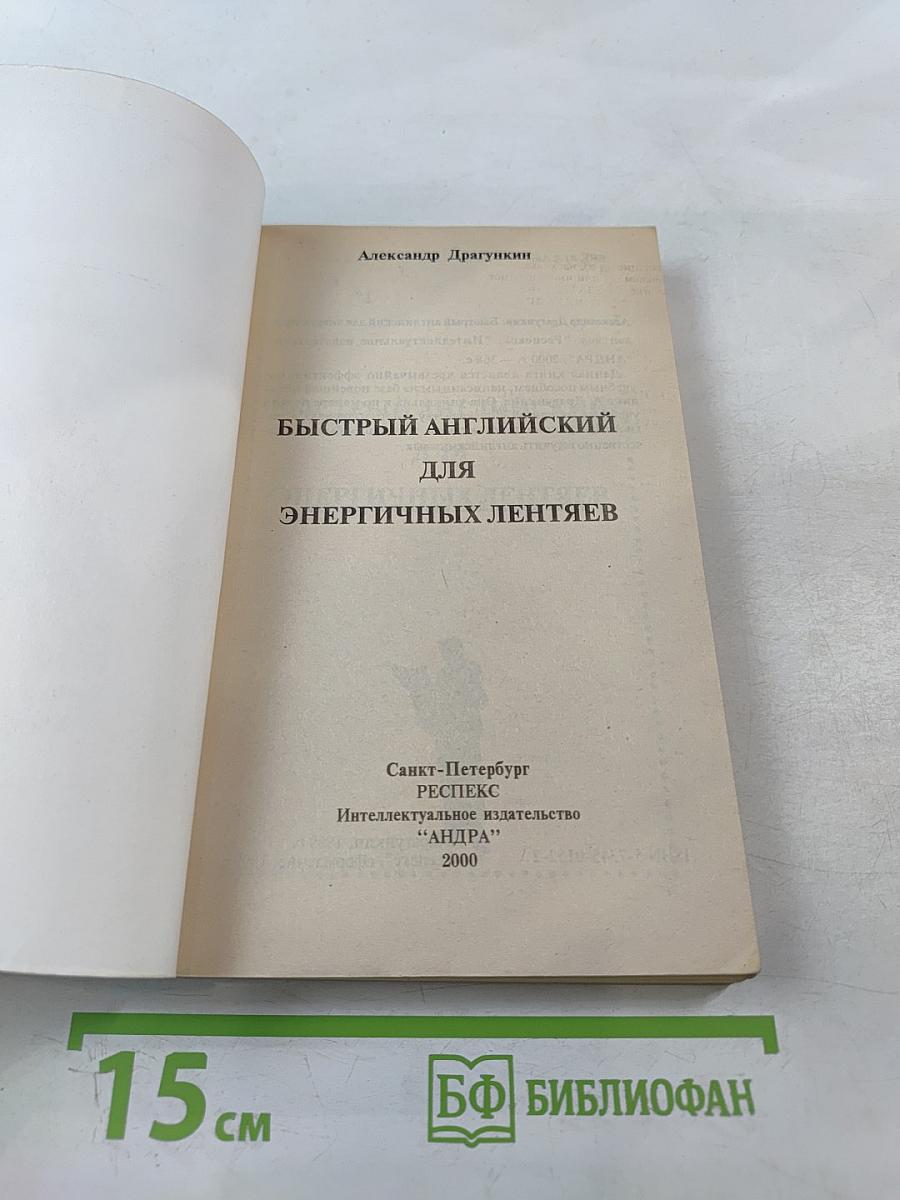 Александр Драгункин
БЫСТРЫЙ АНГЛИЙСКИЙ
ДЛЯ
ЭНЕРГИЧНЫХ ЛЕНТЯЕВ
Санкт-Петербург
РЕСПЕКС
Интеллектуальное издательство
“АНДРА”
2000
15 см
БФ БИБЛИОФАН